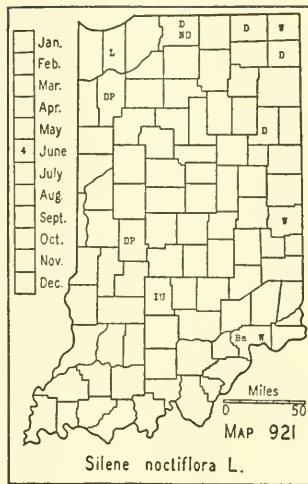 D D W
ND
L D
DP
Jan.
Feb.
Mar.
Apr.
May
4 June
July
Aug.
Sept.
Oct.
Nov.
Dec.
D
W
DP
IU
Ba W
Miles
0 50
MAP 921
Silene noctiflora L.